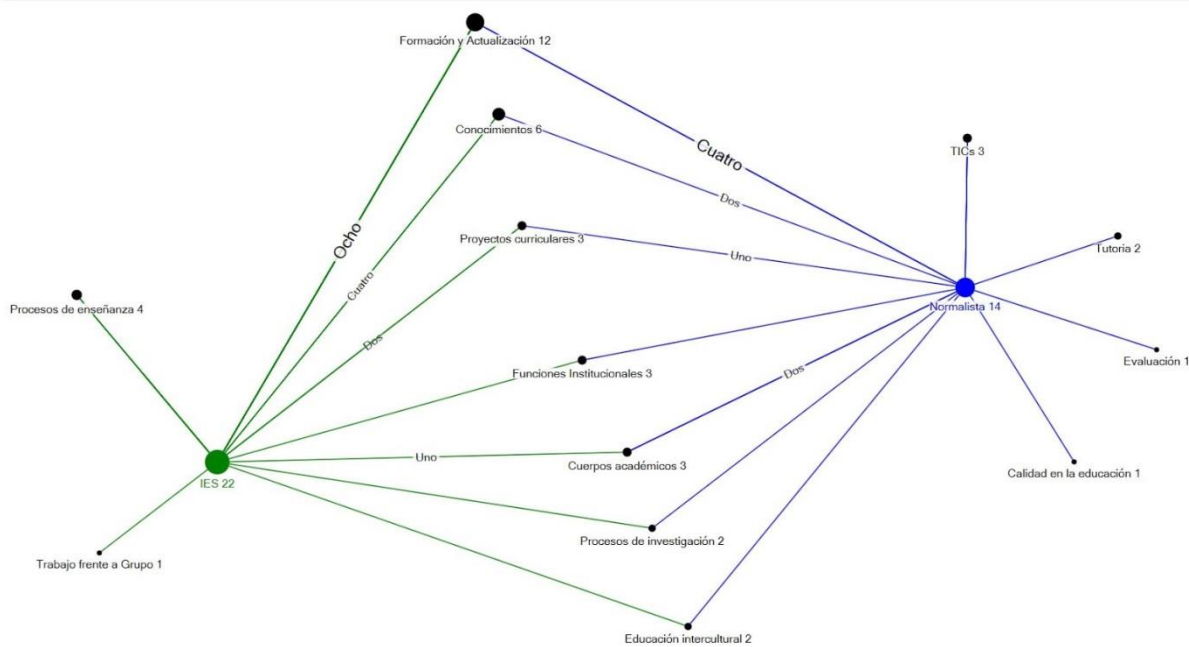 Formación y Actualización 12
Conocimientos 6
Cuatro
TICs 3
Dos
Ocho
Proyectos curriculares 3
Uno
Tutoria 2
Procesos de enseñanza 4
Cuatro
Normalista 14
Dos
Evaluación 1
Funciones Institucionales 3
Dos
Uno
Cuerpos académicos 3
Calidad en la educación 1
IES 22
Procesos de investigación 2
Trabajo frente a Grupo 1
Educación intercultural 2